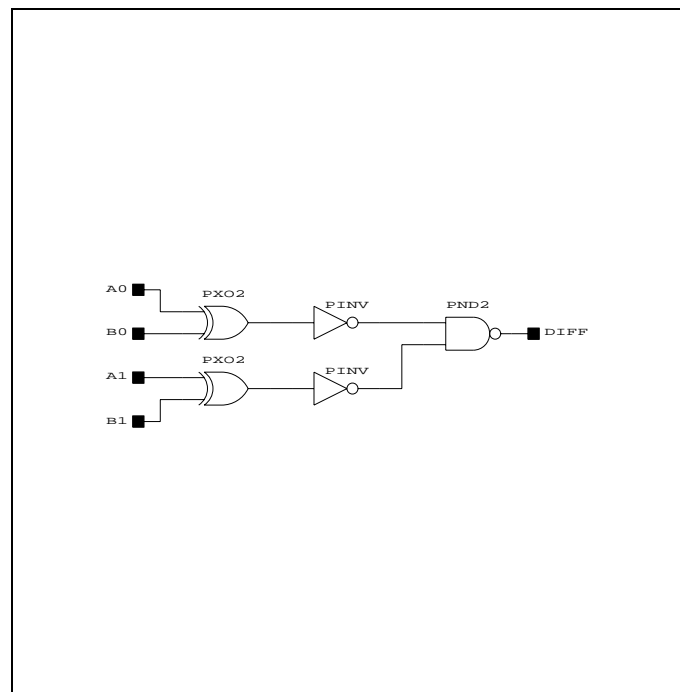 A0
PXO2
PINV
PND2
B0
DIFF
A1
PXO2
PINV
B1